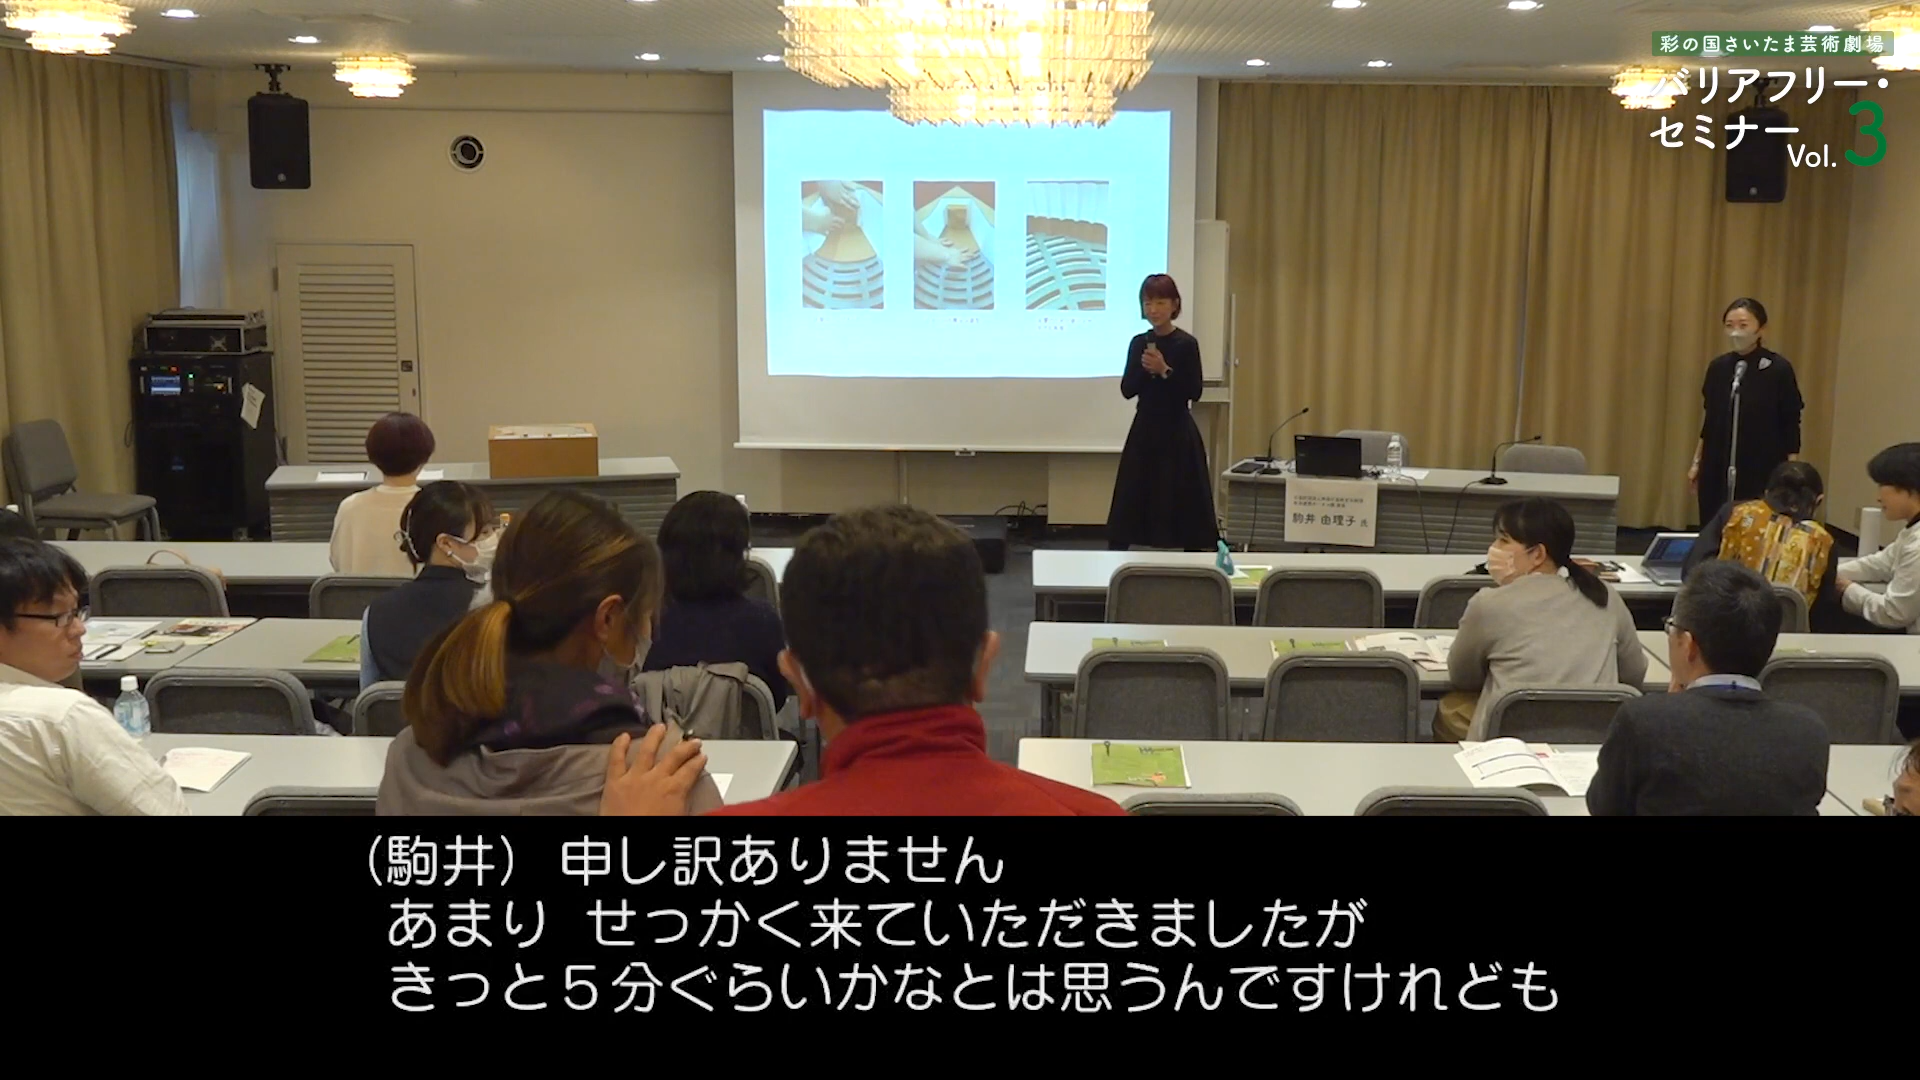 彩の国さいたま芸術劇場
バリアフリー・
セミナー Vol. 3
駒井 由理子 氏
(駒井) 申し訳ありません
あまり せっかく来ていただきましたが
きっと5分ぐらいかなとは思うんですけれども